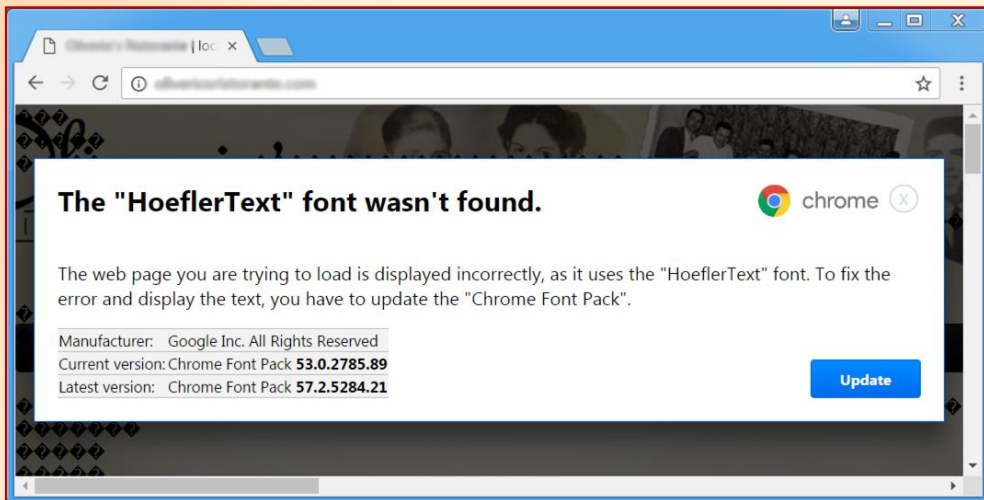 | loc
The "HoeflerText" font wasn't found.
chrome
X
The web page you are trying to load is displayed incorrectly, as it uses the "HoeflerText" font. To fix the
error and display the text, you have to update the "Chrome Font Pack".
Manufacturer: Google Inc. All Rights Reserved
Current version: Chrome Font Pack 53.0.2785.89
Latest version: Chrome Font Pack 57.2.5284.21
Update